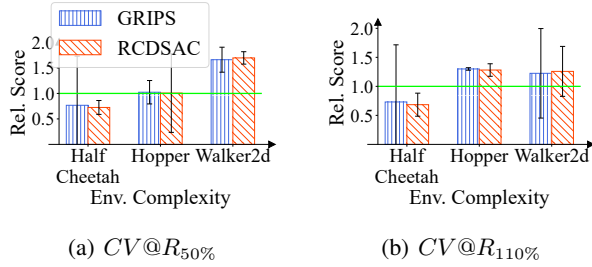 GRIPS
RCDSAC
Rel. Score
2.0
1.5
1.0
0.5
Half
Cheetah
Hopper
Walker2d
Env. Complexity
(a) CV@R50%
Rel. Score
2.0
1.5
1.0
0.5
Half
Cheetah
Hopper
Walker2d
Env. Complexity
(b) CV@R110%